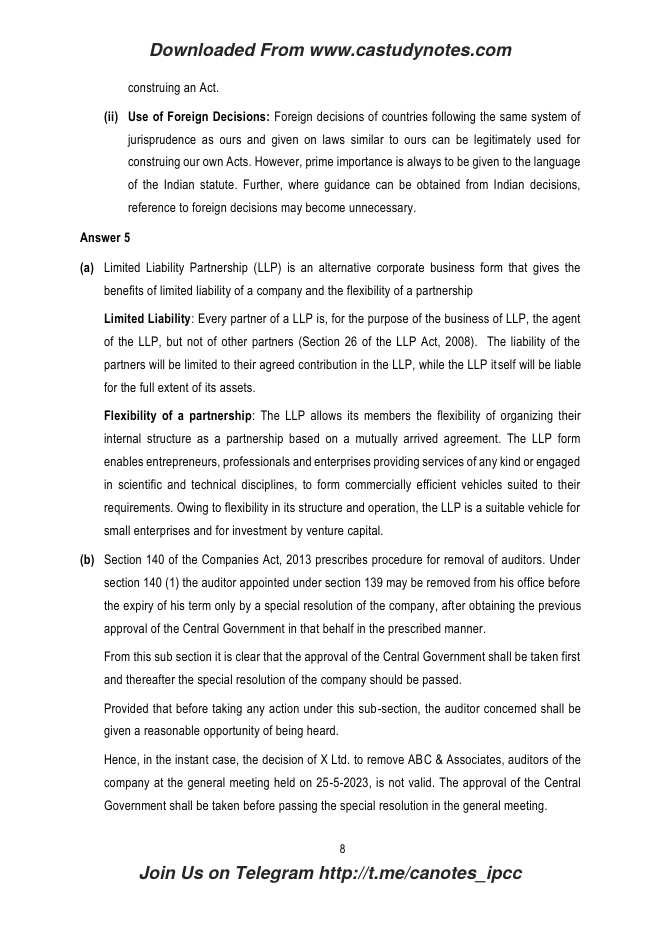 Downloaded From www.castudynotes.com
construing an Act.
(ii) Use of Foreign Decisions: Foreign decisions of countries following the same system of
jurisprudence as ours and given on laws similar to ours can be legitimately used for
construing our own Acts. However, prime importance is always to be given to the language
of the Indian statute. Further, where guidance can be obtained from Indian decisions,
reference to foreign decisions may become unnecessary.
Answer 5
(a) Limited Liability Partnership (LLP) is an alternative corporate business form that gives the
benefits of limited liability of a company and the flexibility of a partnership
Limited Liability: Every partner of a LLP is, for the purpose of the business of LLP, the agent
of the LLP, but not of other partners (Section 26 of the LLP Act, 2008). The liability of the
partners will be limited to their agreed contribution in the LLP, while the LLP itself will be liable
for the full extent of its assets.
Flexibility of a partnership: The LLP allows its members the flexibility of organizing their
internal structure as a partnership based on a mutually arrived agreement. The LLP form
enables entrepreneurs, professionals and enterprises providing services of any kind or engaged
in scientific and technical disciplines, to form commercially efficient vehicles suited to their
requirements. Owing to flexibility in its structure and operation, the LLP is a suitable vehicle for
small enterprises and for investment by venture capital.
(b) Section 140 of the Companies Act, 2013 prescribes procedure for removal of auditors. Under
section 140 (1) the auditor appointed under section 139 may be removed from his office before
the expiry of his term only by a special resolution of the company, after obtaining the previous
approval of the Central Government in that behalf in the prescribed manner.
From this sub section it is clear that the approval of the Central Government shall be taken first
and thereafter the special resolution of the company should be passed.
Provided that before taking any action under this sub-section, the auditor concerned shall be
given a reasonable opportunity of being heard.
Hence, in the instant case, the decision of X Ltd. to remove ABC & Associates, auditors of the
company at the general meeting held on 25-5-2023, is not valid. The approval of the Central
Government shall be taken before passing the special resolution in the general meeting.
8
Join Us on Telegram http://t.me/canotes_ipcc